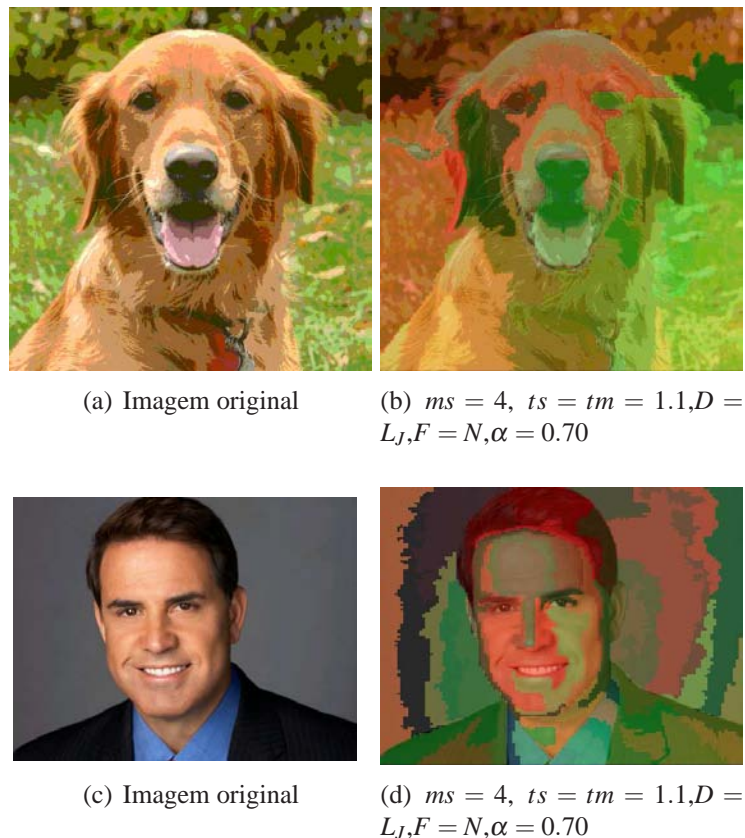 (a) Imagem original
(b) ms = 4, ts = tm = 1.1,D =
L_J,F = N,α = 0.70
(c) Imagem original
(d) ms = 4, ts = tm = 1.1,D =
L_J,F = N,α = 0.70